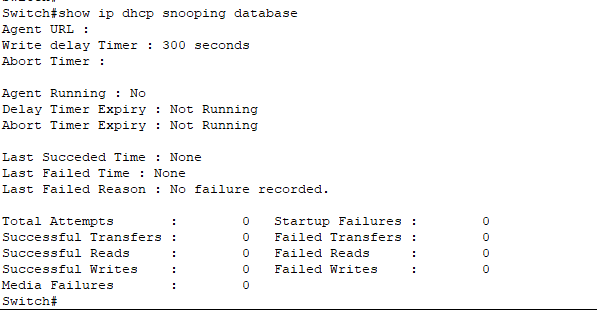 Switch#show ip dhcp snooping database
Agent URL :
Write delay Timer : 300 seconds
Abort Timer :
Agent Running : No
Delay Timer Expiry : Not Running
Abort Timer Expiry : Not Running
Last Succeded Time : None
Last Failed Time : None
Last Failed Reason : No failure recorded.
Total Attempts : 0 Startup Failures : 0
Successful Transfers : 0 Failed Transfers : 0
Successful Reads : 0 Failed Reads : 0
Successful Writes : 0 Failed Writes : 0
Media Failures : 0
Switch#